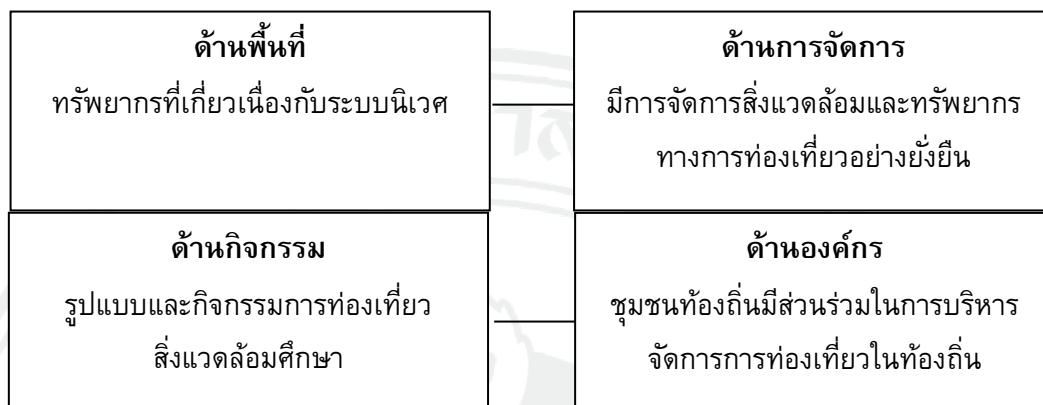 ด้านพื้นที่
ทรัพยากรที่เกี่ยวเนื่องกับระบบนิเวศ
ด้านการจัดการ
มีการจัดการสิ่งแวดล้อมและทรัพยากร
ทางการท่องเที่ยวอย่างยั่งยืน
ด้านกิจกรรม
รูปแบบและกิจกรรมการท่องเที่ยว
สิ่งแวดล้อมศึกษา
ด้านองค์กร
ชุมชนท้องถิ่นมีส่วนร่วมในการบริหาร
จัดการการท่องเที่ยวในท้องถิ่น